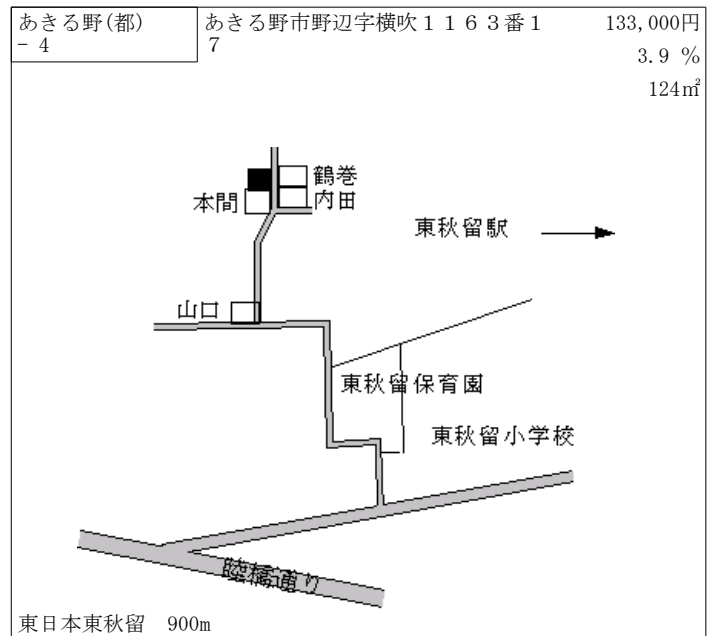 あきる野(都)
－４
あきる野市野辺字横吹１１６３番１
７
133,000円
3.9 %
124㎡
鶴巻
本間
内田
東秋留駅
山口
東秋留保育園
東秋留小学校
睦橋通り
東日本東秋留　900m